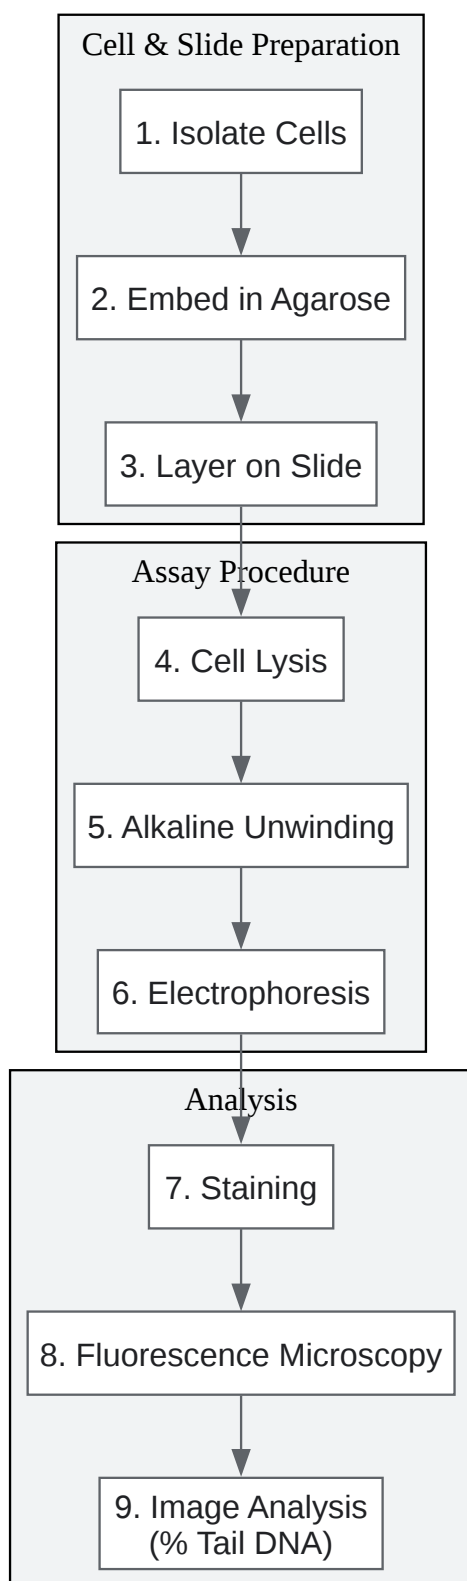 Cell & Slide Preparation
1. Isolate Cells
2. Embed in Agarose
3. Layer on Slide
Assay Procedure
4. Cell Lysis
5. Alkaline Unwinding
6. Electrophoresis
Analysis
7. Staining
8. Fluorescence Microscopy
9. Image Analysis
(% Tail DNA)